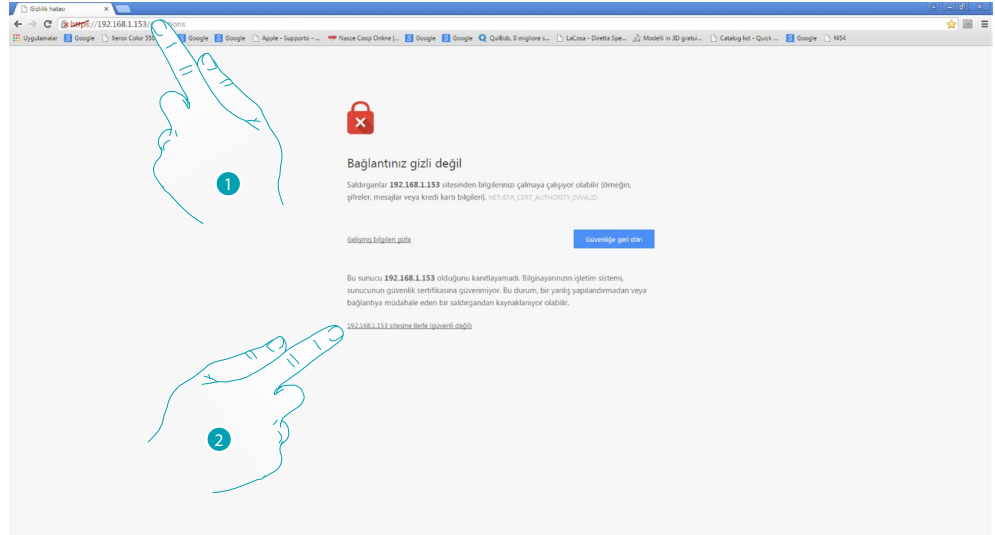 Gizlilik hatası
https://192.168.1.153/
Uygulamalar Google Xerox Color 550 Google Google Apple - Supporto - ... Nasce Coop Online |... Google Google QuiBids, Il migliore s... LaCosa - Diretta Spe... Modelli in 3D gratui... Catalog list - Quick ... Google f454
Bağlantınız gizli değil
Saldırganlar 192.168.1.153 sitesinden bilgilerinizi çalmaya çalışıyor olabilir (örneğin,
şifreler, mesajlar veya kredi kartı bilgileri). NET::ERR_CERT_AUTHORITY_INVALID
1
Gelişmiş bilgileri gizle
Güvenliğe geri dön
Bu sunucu 192.168.1.153 olduğunu kanıtlayamadı. Bilgisayarınızın işletim sistemi,
sunucunun güvenlik sertifikasına güvenmiyor. Bu durum, bir yanlış yapılandırmadan veya
bağlantıya müdahale eden bir saldırgandan kaynaklanıyor olabilir.
192.168.1.153 sitesine ilerle (güvenli değil)
2